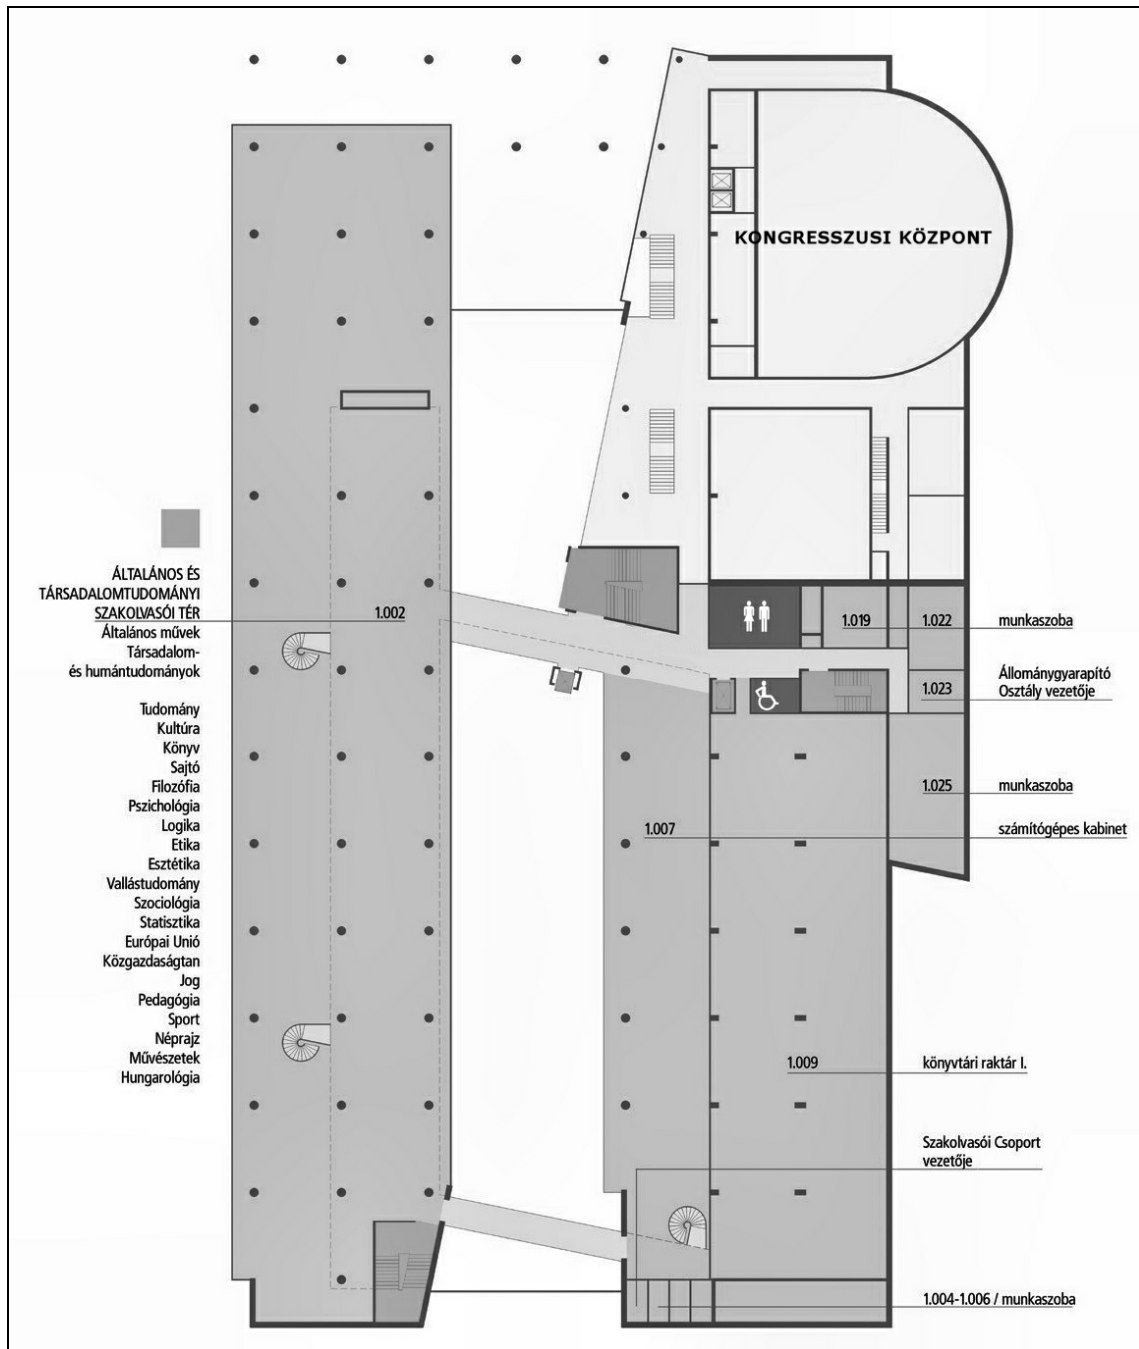 KONGRESSZUSI KÖZPONT
ÁLTALÁNOS ÉS
TÁRSADALOMTUDOMÁNYI
SZAKOLVASÓI TÉR
Általános művek
Társadalom-
és humántudományok
Tudomány
Kultúra
Könyv
Sajtó
Filozófia
Pszichológia
Logika
Etika
Esztétika
Vallástudomány
Szociológia
Statisztika
Európai Unió
Közgazdaságtan
Jog
Pedagógia
Sport
Néprajz
Művészetek
Hungarológia
1.002
1.019
1.022
munkaszoba
1.023
Állománygyarapító
Osztály vezetője
1.025
munkaszoba
1.007
számítógépes kabinet
1.009
könyvtári raktár I.
Szakolvasói Csoport
vezetője
1.004-1.006 / munkaszoba